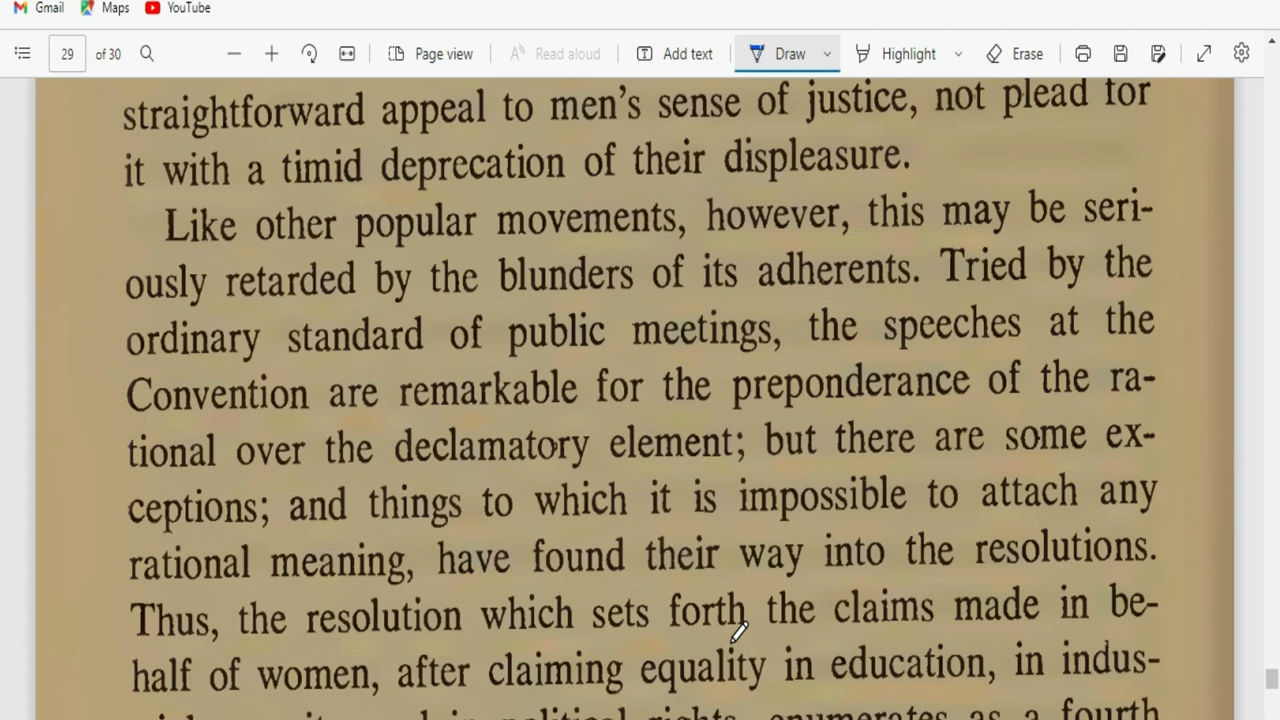 Gmail Maps YouTube
29 of 30 Page view Read aloud Add text Draw Highlight Erase
straightforward appeal to men's sense of justice, not plead for
it with a timid deprecation of their displeasure.
Like other popular movements, however, this may be seri-
ously retarded by the blunders of its adherents. Tried by the
ordinary standard of public meetings, the speeches at the
Convention are remarkable for the preponderance of the ra-
tional over the declamatory element; but there are some ex-
ceptions; and things to which it is impossible to attach any
rational meaning, have found their way into the resolutions.
Thus, the resolution which sets forth the claims made in be-
half of women, after claiming equality in education, in indus-
political rights, enumerates as a fourth